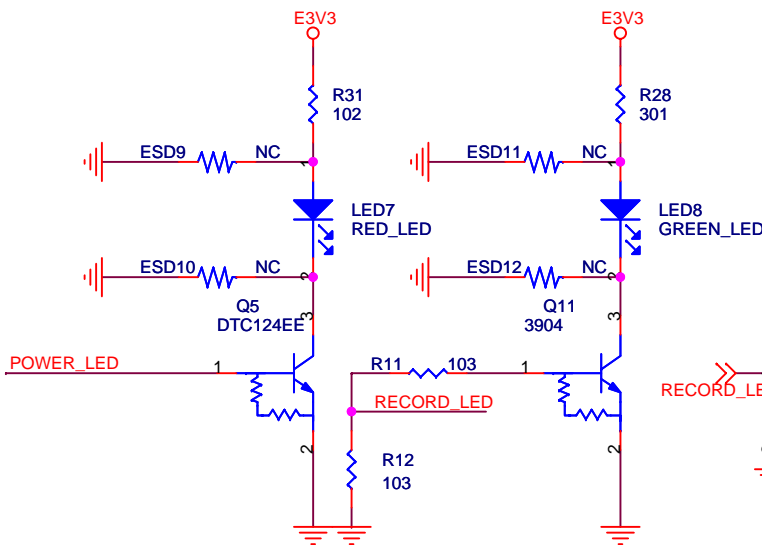 E3V3
E3V3
R31
102
R28
301
ESD9
NC
1
ESD11
NC
1
LED7
RED_LED
LED8
GREEN_LED
ESD10
NC
2
ESD12
NC
2
Q5
DTC124EE
3
Q11
3904
3
POWER_LED
1
R11
103
1
RECORD_LED
RECORD_LE
2
R12
103
2